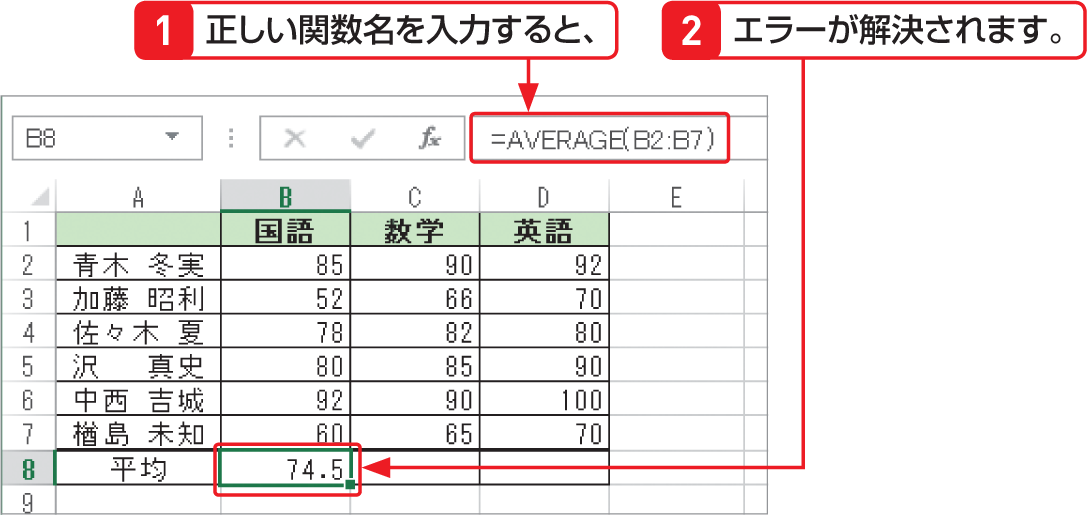 1 正しい関数名を入力すると、 2 エラーが解決されます。
B8 fx =AVERAGE(B2:B7)
A B C D E
1 国語 数学 英語
2 青木 冬実 85 90 92
3 加藤 昭利 52 66 70
4 佐々木 夏 78 82 80
5 沢 真史 80 85 90
6 中西 吉城 92 90 100
7 楢島 未知 60 65 70
8 平均 74.5
9